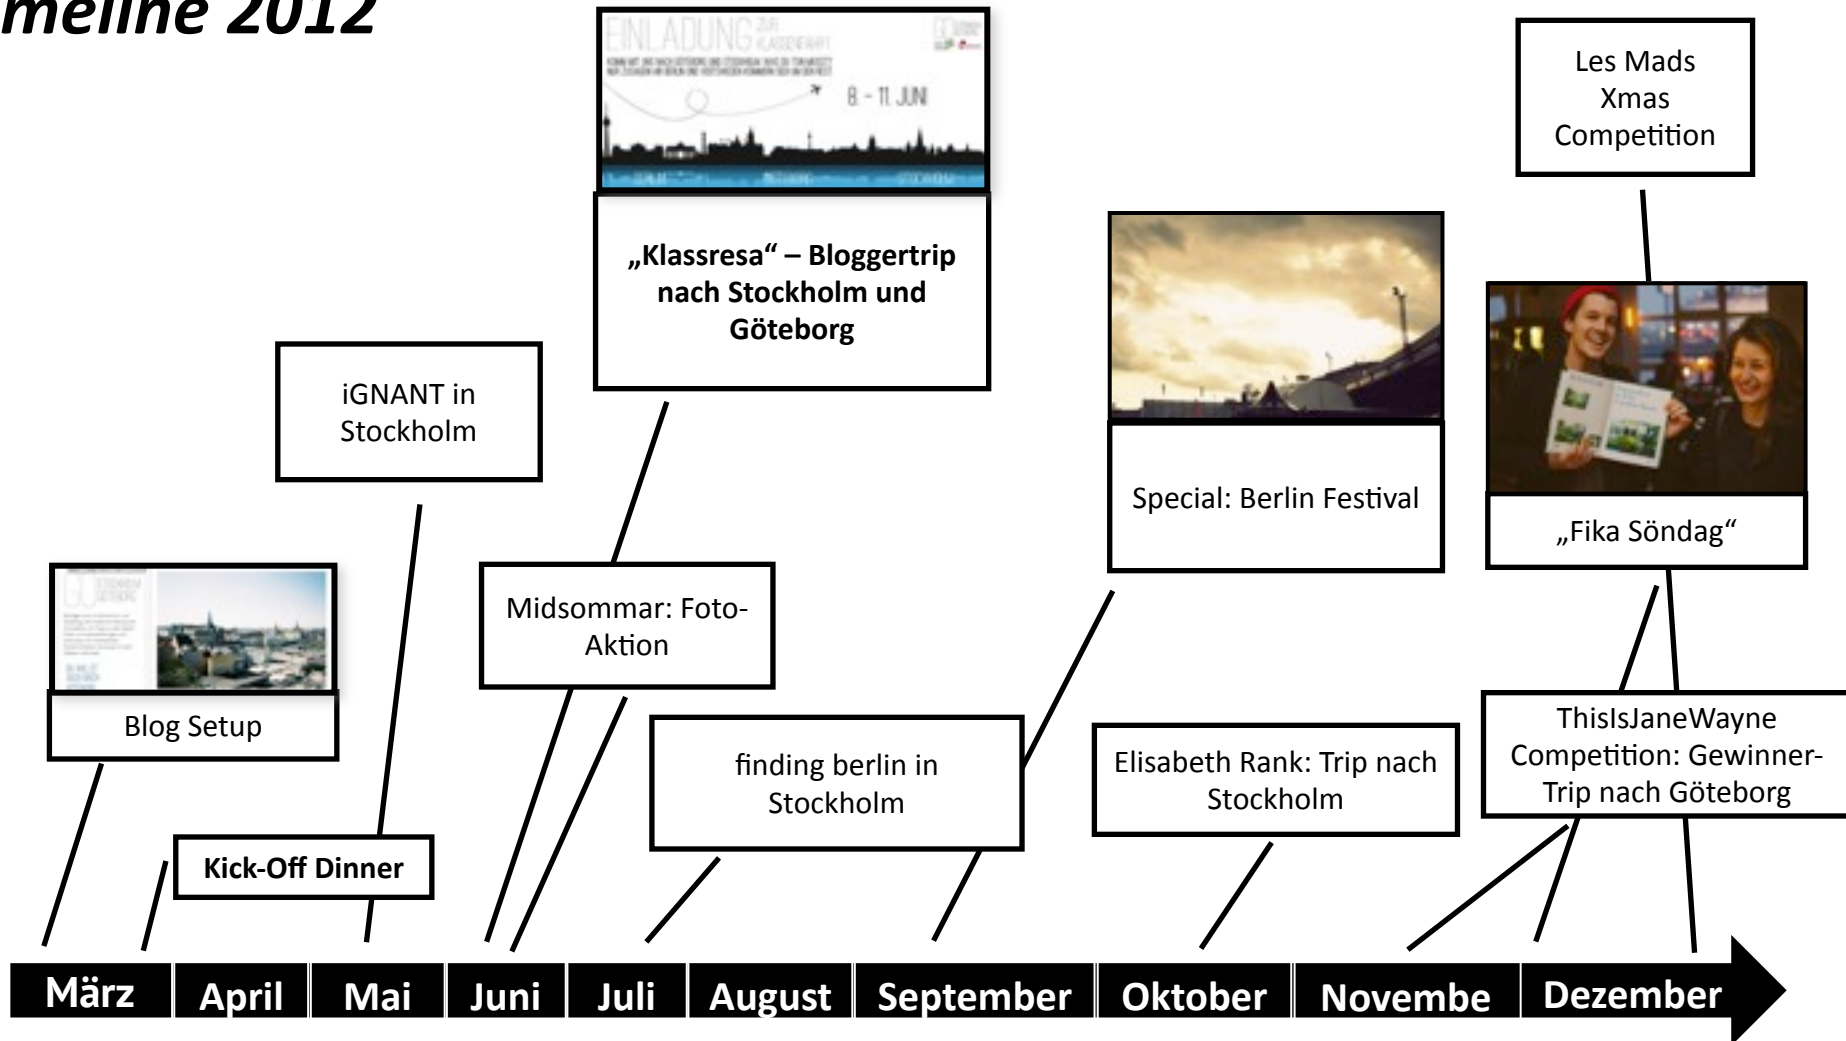 meline 2012
EINLADUNG ZUR
KLASSENFAHRT
8. – 11. JUNI
Les Mads
Xmas
Competition
„Klassresa“ – Bloggertrip
nach Stockholm und
Göteborg
iGNANT in
Stockholm
Special: Berlin Festival
„Fika Söndag“
Midsommar: Foto-
Aktion
Blog Setup
finding berlin in
Stockholm
Elisabeth Rank: Trip nach
Stockholm
ThisIsJaneWayne
Competition: Gewinner-
Trip nach Göteborg
Kick-Off Dinner
März
April
Mai
Juni
Juli
August
September
Oktober
Novembe
Dezember